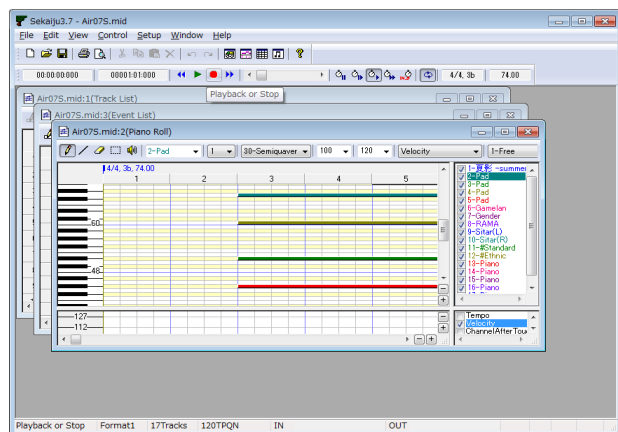 Sekaiju3.7 - Air07S.mid
File Edit View Control Setup Window Help
00:00:00:000 00001:01:000 4/4, 3b 74.00
Playback or Stop
Air07S.mid:1(Track List)
Air07S.mid:3(Event List)
Air07S.mid:2(Piano Roll)
2-Pad 1 30-Semiquaver 100 120 Velocity 1-Free
4/4, 3b, 74.00
1 2 3 4 5
60
48
127
112
1-夏影 -summer
2-Pad
3-Pad
4-Pad
5-Pad
6-Gamelan
7-Gender
8-RAMA
9-Sitar(L)
10-Sitar(R)
11-#Standard
12-#Ethnic
13-Piano
14-Piano
15-Piano
16-Piano
Tempo
Velocity
ChannelAfterTou
Playback or Stop Format1 17Tracks 120TPQN IN OUT